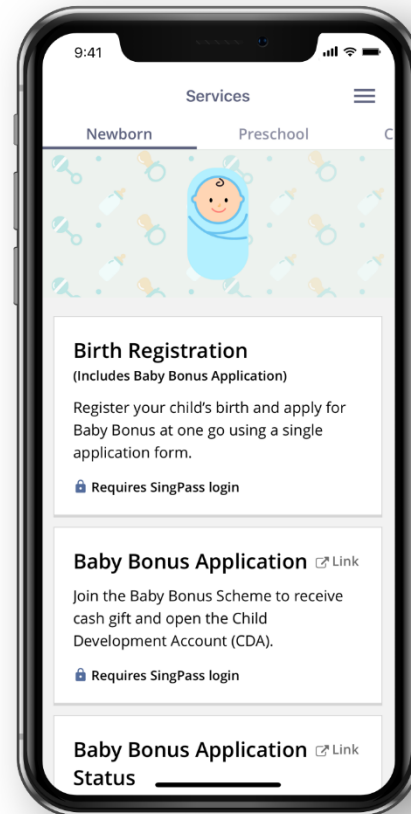 9:41
Services
Newborn Preschool C
Birth Registration
(Includes Baby Bonus Application)
Register your child’s birth and apply for
Baby Bonus at one go using a single
application form.
Requires SingPass login
Baby Bonus Application Link
Join the Baby Bonus Scheme to receive
cash gift and open the Child
Development Account (CDA).
Requires SingPass login
Baby Bonus Application Link
Status